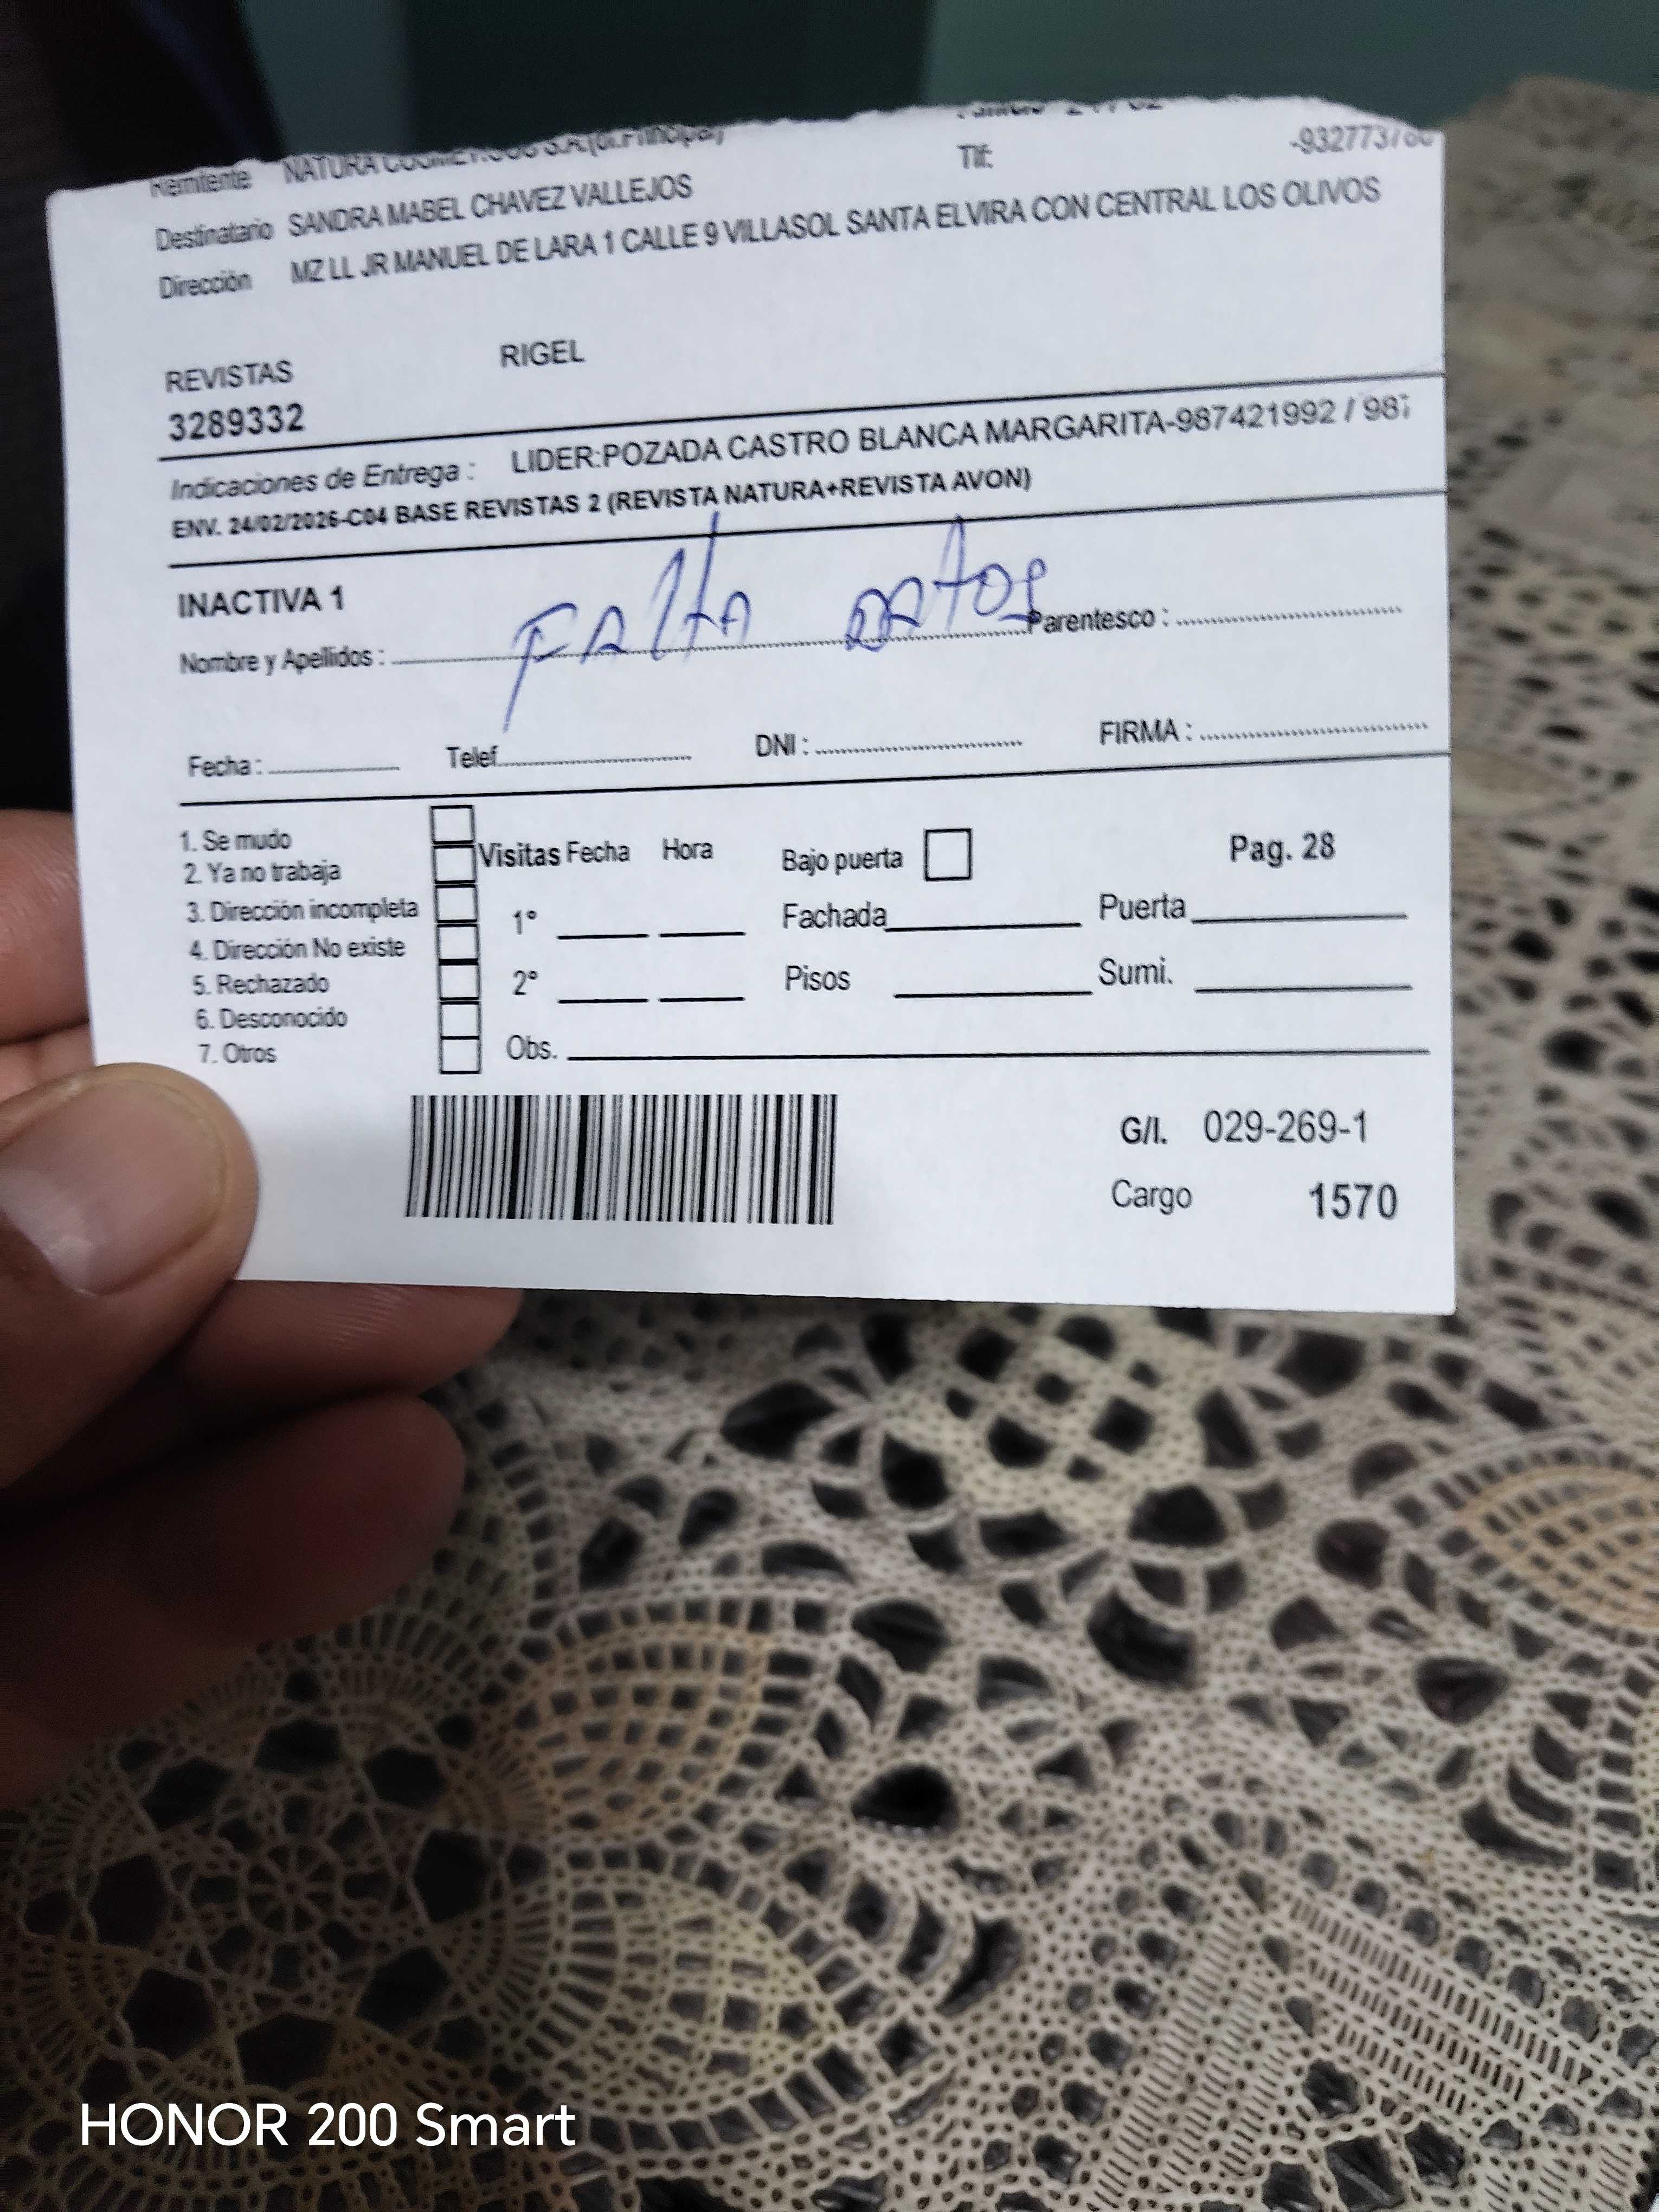 Remitente NATURA COSMETICOS S.A.
Tlf:
Destinatario SANDRA MABEL CHAVEZ VALLEJOS
Dirección MZ LL JR MANUEL DE LARA 1 CALLE 9 VILLASOL SANTA ELVIRA CON CENTRAL LOS OLIVOS
REVISTAS RIGEL
3289332
Indicaciones de Entrega : LIDER:POZADA CASTRO BLANCA MARGARITA-987421992 / 98
ENV. 24/02/2026-C04 BASE REVISTAS 2 (REVISTA NATURA+REVISTA AVON)
INACTIVA 1
FALTA DATOS
Nombre y Apellidos : Parentesco :
Fecha : Telef. DNI : FIRMA :
1. Se mudo
2. Ya no trabaja
3. Dirección incompleta
4. Dirección No existe
5. Rechazado
6. Desconocido
7. Otros
Visitas Fecha Hora Bajo puerta Pag. 28
1° Fachada Puerta
2° Pisos Sumi.
Obs.
G/I. 029-269-1
Cargo 1570
HONOR 200 Smart